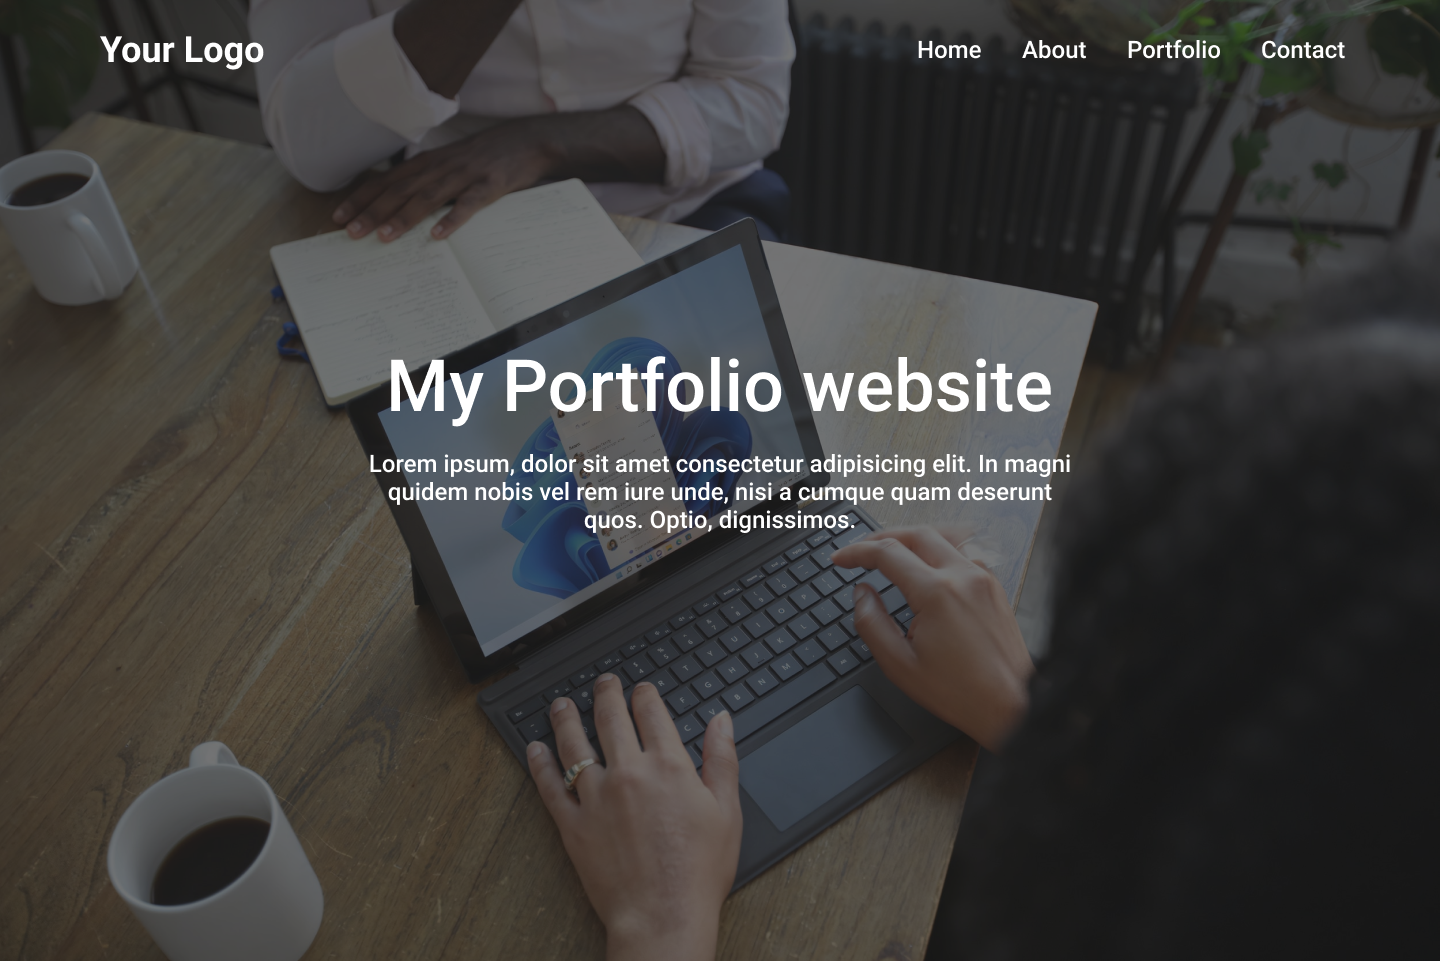 Your Logo
Home About Portfolio Contact
My Portfolio website
Lorem ipsum, dolor sit amet consectetur adipisicing elit. In magni
quidem nobis vel rem iure unde, nisi a cumque quam deserunt
quos. Optio, dignissimos.